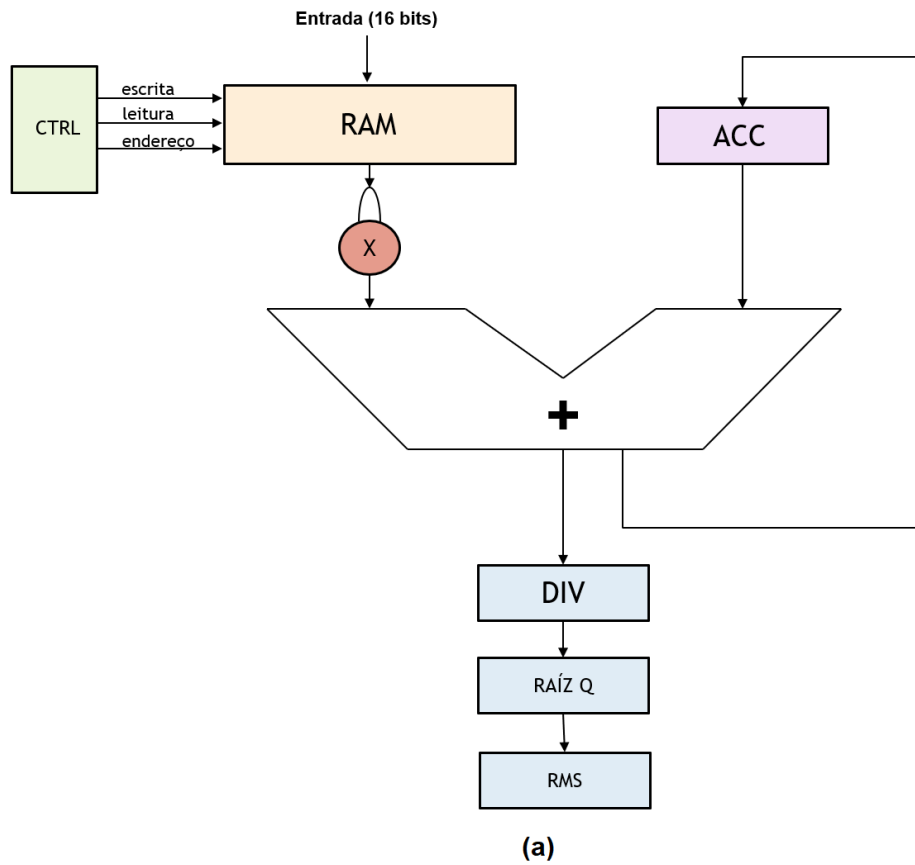 Entrada (16 bits)
CTRL
escrita
leitura
endereço
RAM
ACC
X
+
DIV
RAÍZ Q
RMS
(a)